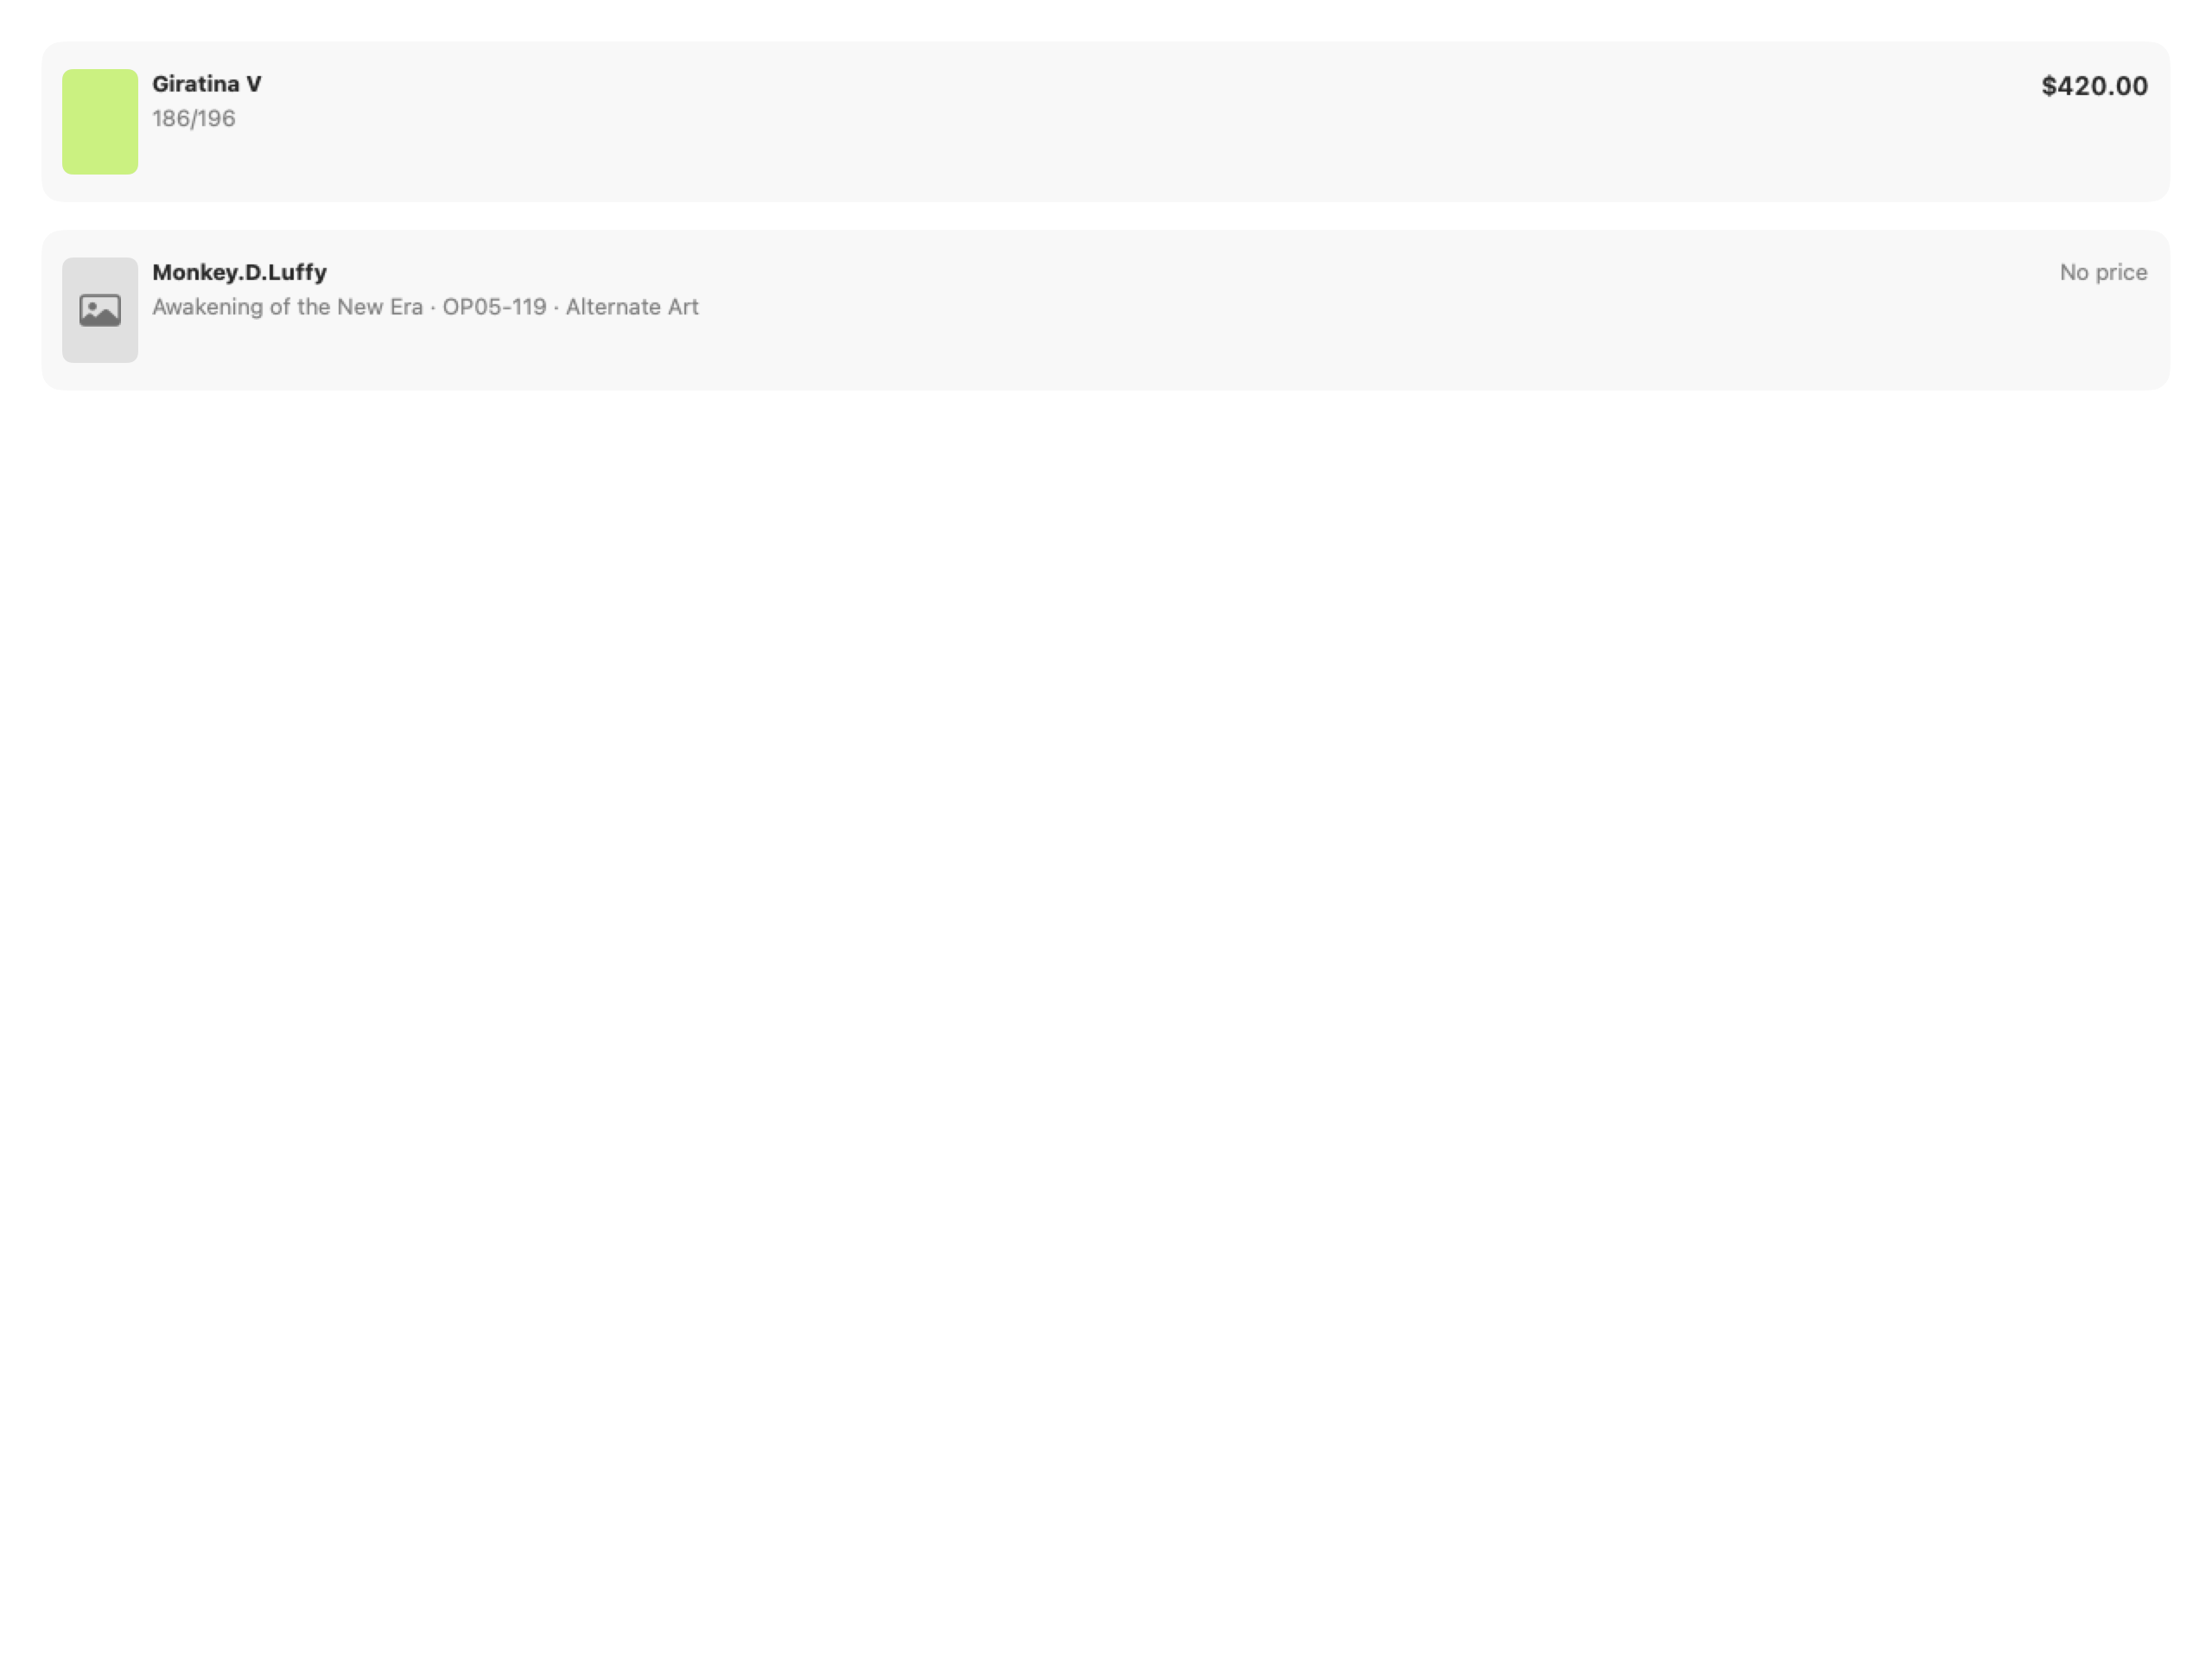 Giratina V
$420.00
186/196
Monkey.D.Luffy
No price
Awakening of the New Era · OP05-119 · Alternate Art